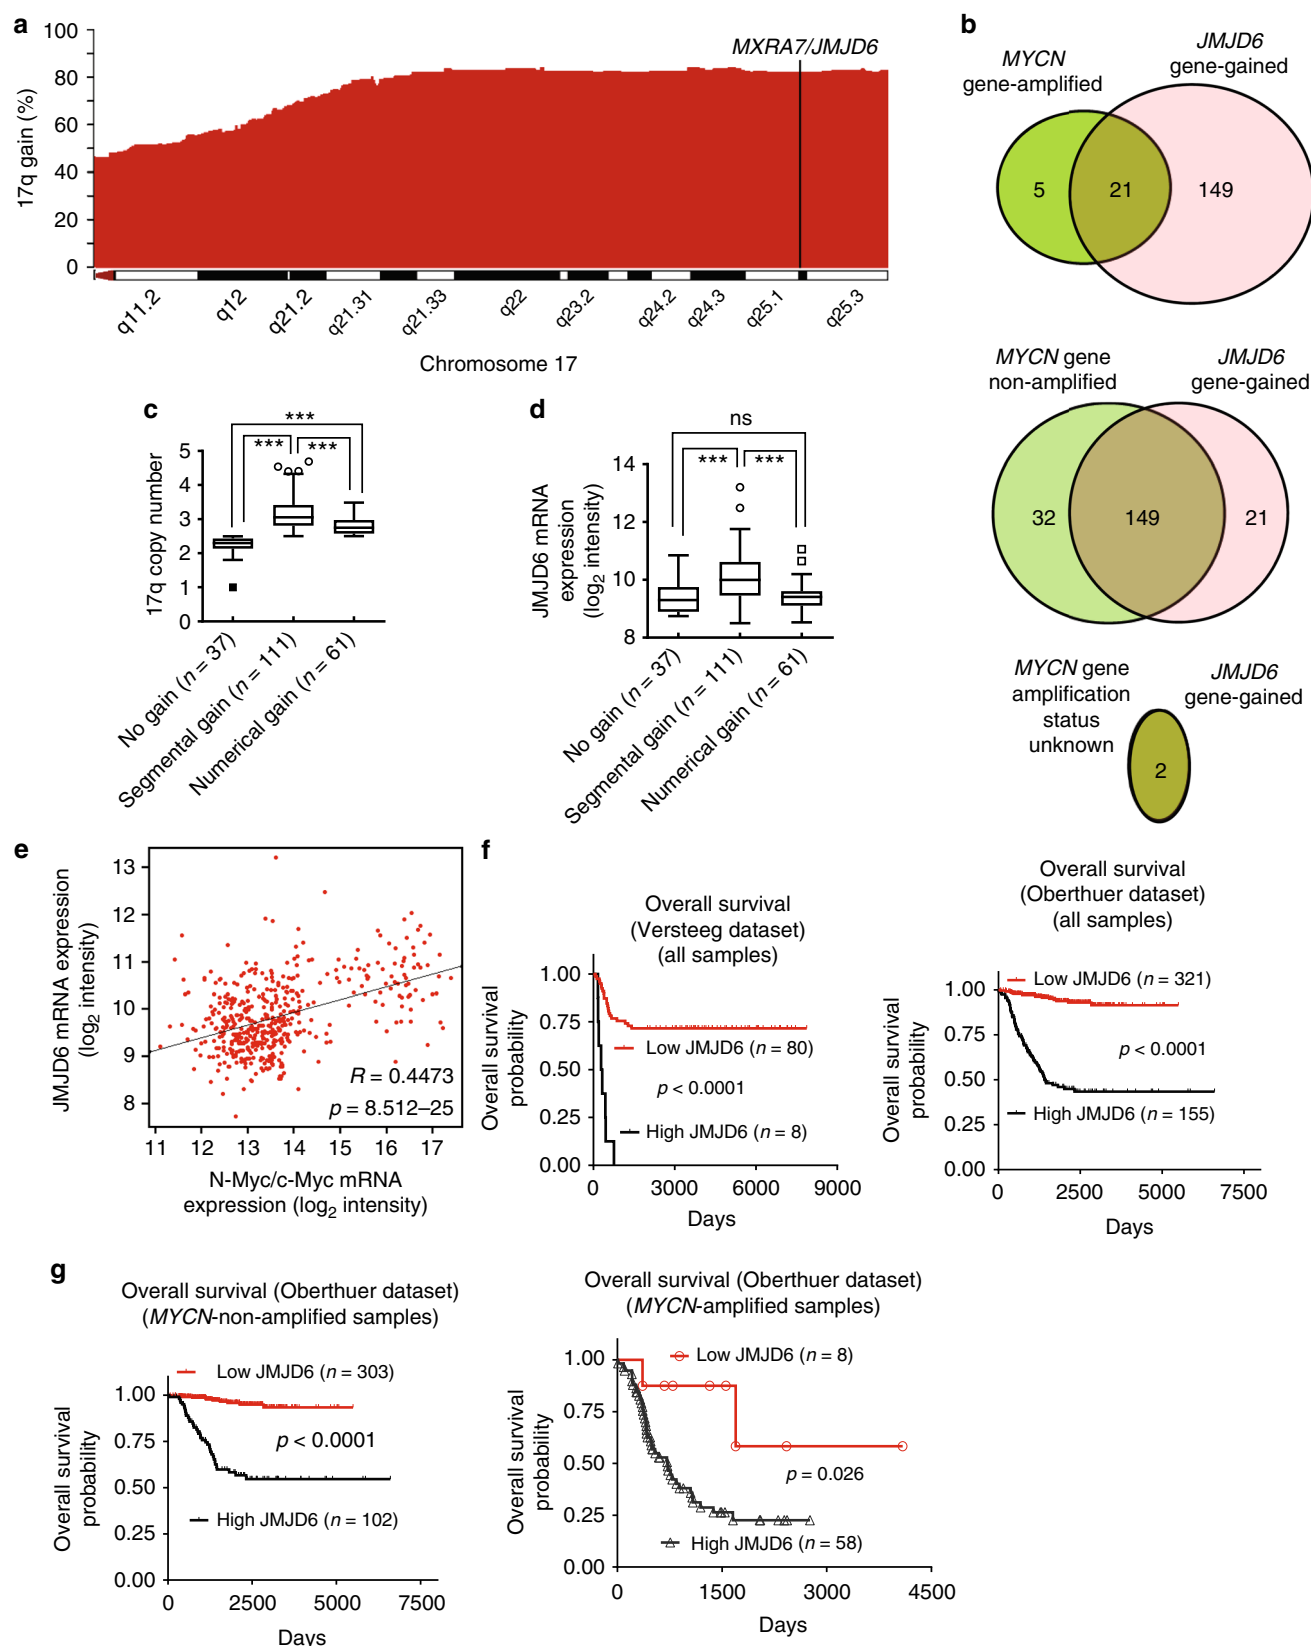 a
100
80
60
40
20
0
17q gain (%)
MXRA7/JMJD6
q11.2
q12
q21.2
q21.31
q21.33
q22
q23.2
q24.2
q24.3
q25.1
q25.3
Chromosome 17
b
MYCN
gene-amplified
JMJD6
gene-gained
5
21
149
MYCN gene
non-amplified
JMJD6
gene-gained
32
149
21
MYCN gene
amplification
status
unknown
JMJD6
gene-gained
2
c
17q copy number
5
4
3
2
1
0
***
***
***
No gain (n = 37)
Segmental gain (n = 111)
Numerical gain (n = 61)
d
JMJD6 mRNA
expression
(log2 intensity)
14
12
10
8
ns
***
***
No gain (n = 37)
Segmental gain (n = 111)
Numerical gain (n = 61)
e
JMJD6 mRNA expression
(log2 intensity)
13
12
11
10
9
8
R = 0.4473
p = 8.512–25
11
12
13
14
15
16
17
N-Myc/c-Myc mRNA
expression (log2 intensity)
f
Overall survival
(Versteeg dataset)
(all samples)
Overall survival
probability
1.00
0.75
0.50
0.25
0.00
Low JMJD6 (n = 80)
p < 0.0001
High JMJD6 (n = 8)
0
3000
6000
9000
Days
Overall survival
(Oberthuer dataset)
(all samples)
Overall survival
probability
1.00
0.75
0.50
0.25
0.00
Low JMJD6 (n = 321)
p < 0.0001
High JMJD6 (n = 155)
0
2500
5000
7500
Days
g
Overall survival (Oberthuer dataset)
(MYCN-non-amplified samples)
Overall survival
probability
1.00
0.75
0.50
0.25
0.00
Low JMJD6 (n = 303)
p < 0.0001
High JMJD6 (n = 102)
0
2500
5000
7500
Days
Overall survival (Oberthuer dataset)
(MYCN-amplified samples)
Overall survival
probability
1.00
0.75
0.50
0.25
0.00
Low JMJD6 (n = 8)
p = 0.026
High JMJD6 (n = 58)
0
1500
3000
4500
Days